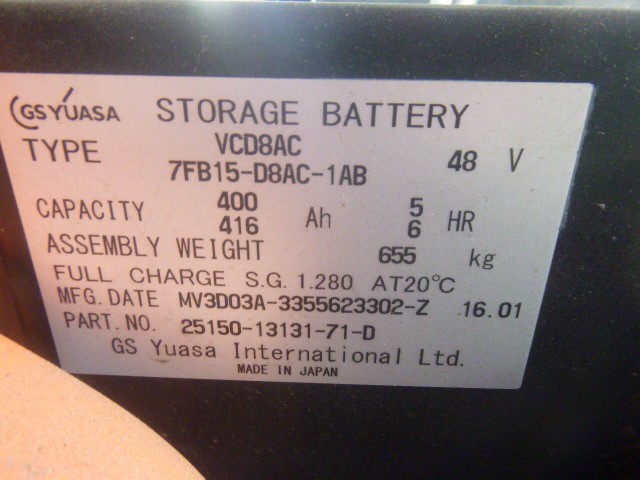 GS YUASA STORAGE BATTERY
TYPE VCD8AC 48 V
7FB15-D8AC-1AB
CAPACITY 400 Ah 5 HR
416 6
ASSEMBLY WEIGHT 655 kg
FULL CHARGE S.G. 1.280 AT20°C
MFG. DATE MV3D03A-3355623302-Z 16.01
PART. NO. 25150-13131-71-D
GS Yuasa International Ltd.
MADE IN JAPAN